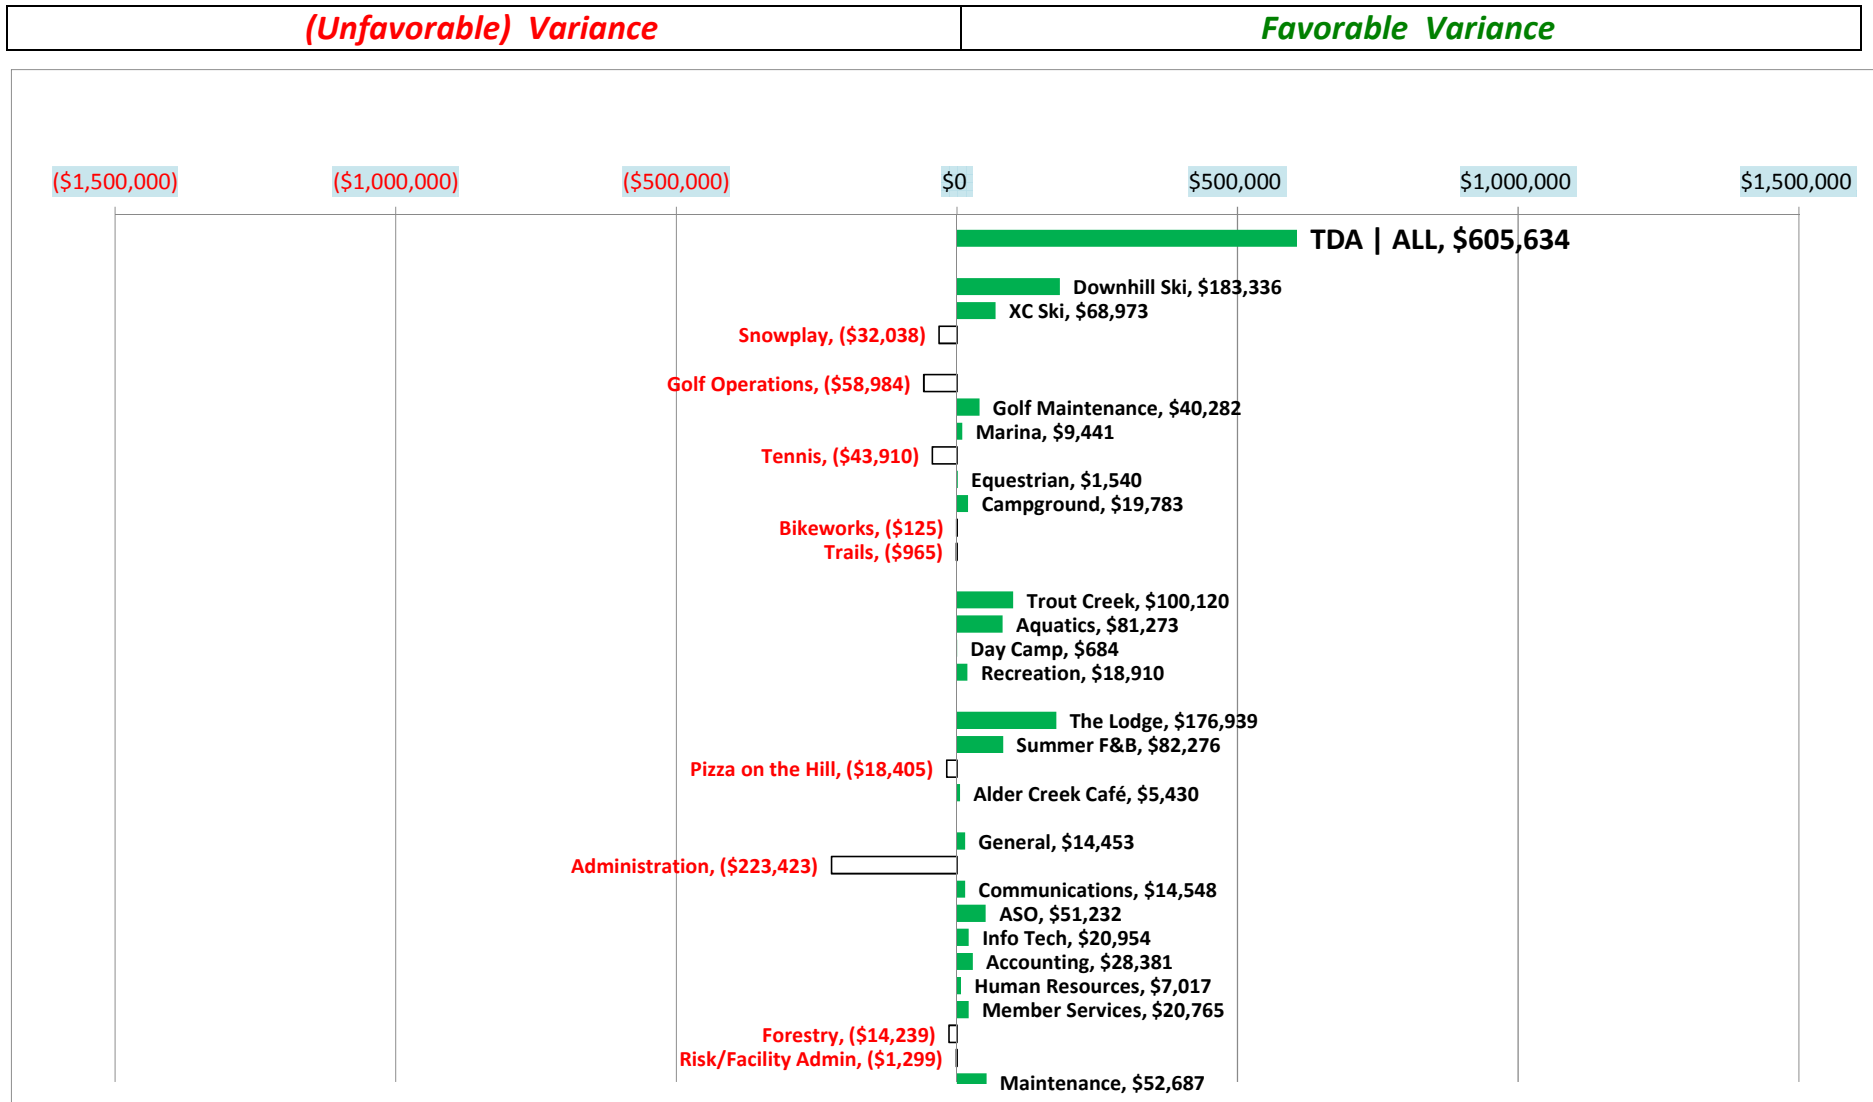 (Unfavorable) Variance
Favorable Variance
($1,500,000) ($1,000,000) ($500,000) $0 $500,000 $1,000,000 $1,500,000
TDA | ALL, $605,634
Downhill Ski, $183,336
XC Ski, $68,973
Snowplay, ($32,038)
Golf Operations, ($58,984)
Golf Maintenance, $40,282
Marina, $9,441
Tennis, ($43,910)
Equestrian, $1,540
Campground, $19,783
Bikeworks, ($125)
Trails, ($965)
Trout Creek, $100,120
Aquatics, $81,273
Day Camp, $684
Recreation, $18,910
The Lodge, $176,939
Summer F&B, $82,276
Pizza on the Hill, ($18,405)
Alder Creek Café, $5,430
General, $14,453
Administration, ($223,423)
Communications, $14,548
ASO, $51,232
Info Tech, $20,954
Accounting, $28,381
Human Resources, $7,017
Member Services, $20,765
Forestry, ($14,239)
Risk/Facility Admin, ($1,299)
Maintenance, $52,687